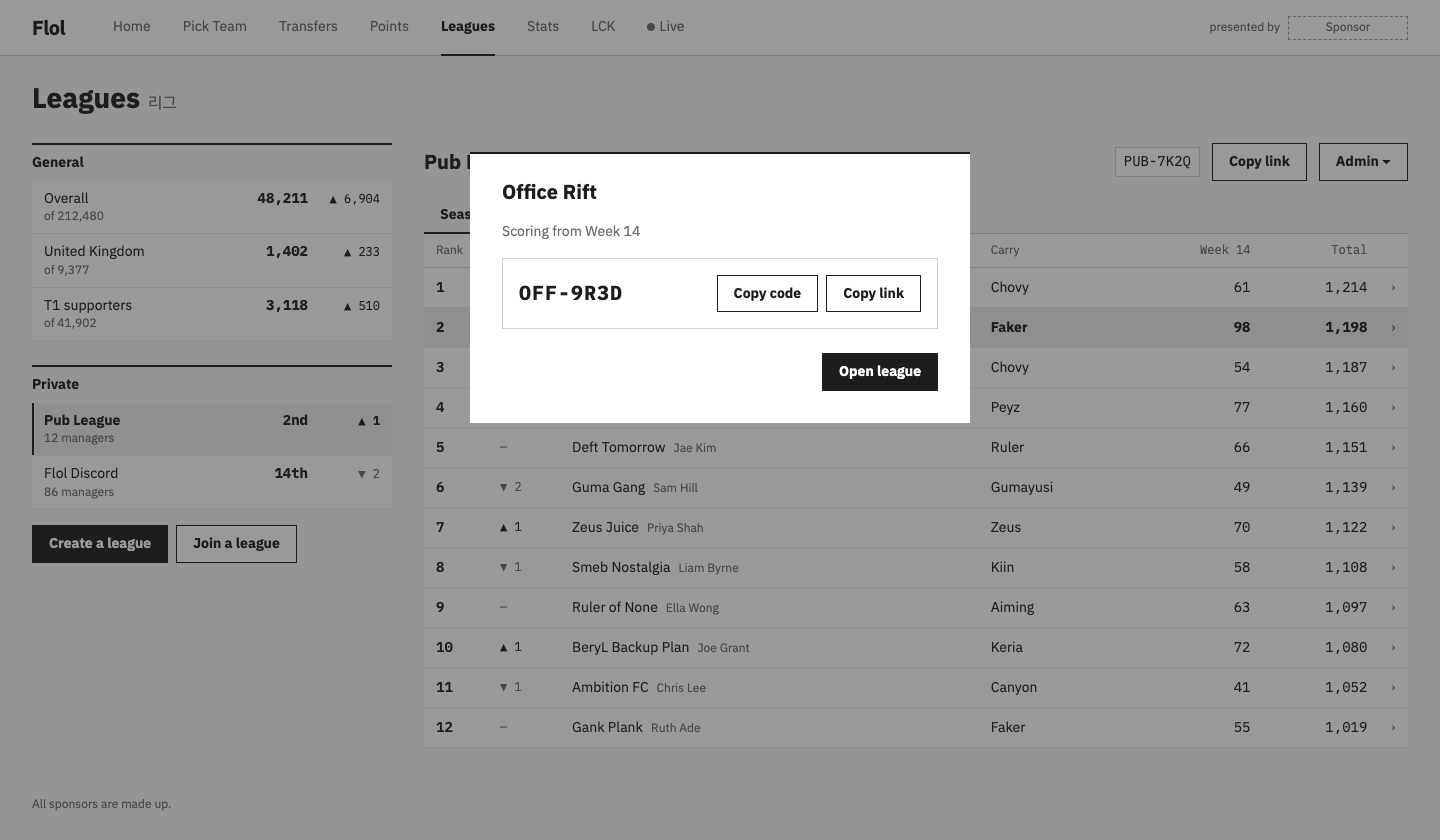 Flol Home Pick Team Transfers Points Leagues Stats LCK Live presented by Sponsor
Leagues 리그
General
Overall 48,211 ▲ 6,904
of 212,480
United Kingdom 1,402 ▲ 233
of 9,377
T1 supporters 3,118 ▲ 510
of 41,902
Private
Pub League 2nd ▲ 1
12 managers
Flol Discord 14th ▼ 2
86 managers
Create a league Join a league
Pub PUB-7K2Q Copy link Admin
Seas
Rank Carry Week 14 Total
1 Chovy 61 1,214 ›
2 Faker 98 1,198 ›
3 Chovy 54 1,187 ›
4 Peyz 77 1,160 ›
5 – Deft Tomorrow Jae Kim Ruler 66 1,151 ›
6 ▼ 2 Guma Gang Sam Hill Gumayusi 49 1,139 ›
7 ▲ 1 Zeus Juice Priya Shah Zeus 70 1,122 ›
8 ▼ 1 Smeb Nostalgia Liam Byrne Kiin 58 1,108 ›
9 – Ruler of None Ella Wong Aiming 63 1,097 ›
10 ▲ 1 BeryL Backup Plan Joe Grant Keria 72 1,080 ›
11 ▼ 1 Ambition FC Chris Lee Canyon 41 1,052 ›
12 – Gank Plank Ruth Ade Faker 55 1,019 ›
Office Rift
Scoring from Week 14
OFF-9R3D Copy code Copy link
Open league
All sponsors are made up.